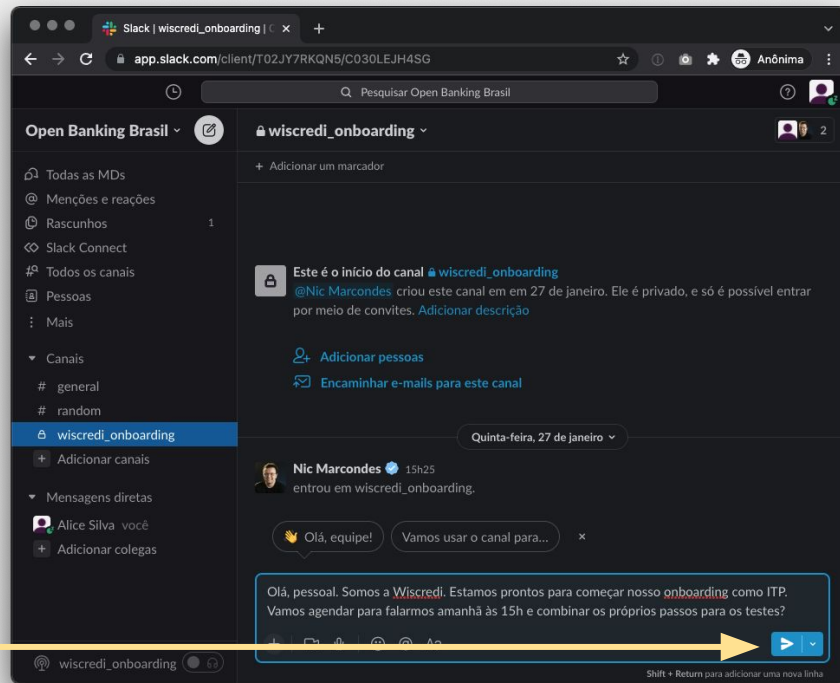 Slack | wiscredi_onboarding |
app.slack.com/client/T02JY7RKQN5/C030LEJH4SG
Anônima
Pesquisar Open Banking Brasil
Open Banking Brasil
wiscredi_onboarding
2
+ Adicionar um marcador
Todas as MDs
Menções e reações
Rascunhos 1
Slack Connect
Todos os canais
Pessoas
Mais
Canais
# general
# random
wiscredi_onboarding
+ Adicionar canais
Mensagens diretas
Alice Silva você
+ Adicionar colegas
wiscredi_onboarding
Este é o início do canal wiscredi_onboarding
@Nic Marcondes criou este canal em em 27 de janeiro. Ele é privado, e só é possível entrar
por meio de convites. Adicionar descrição
Adicionar pessoas
Encaminhar e-mails para este canal
Quinta-feira, 27 de janeiro
Nic Marcondes 15h25
entrou em wiscredi_onboarding.
👋 Olá, equipe! Vamos usar o canal para... ×
Olá, pessoal. Somos a Wiscredi. Estamos prontos para começar nosso onboarding como ITP.
Vamos agendar para falarmos amanhã às 15h e combinar os próprios passos para os testes?
Shift + Return para adicionar uma nova linha